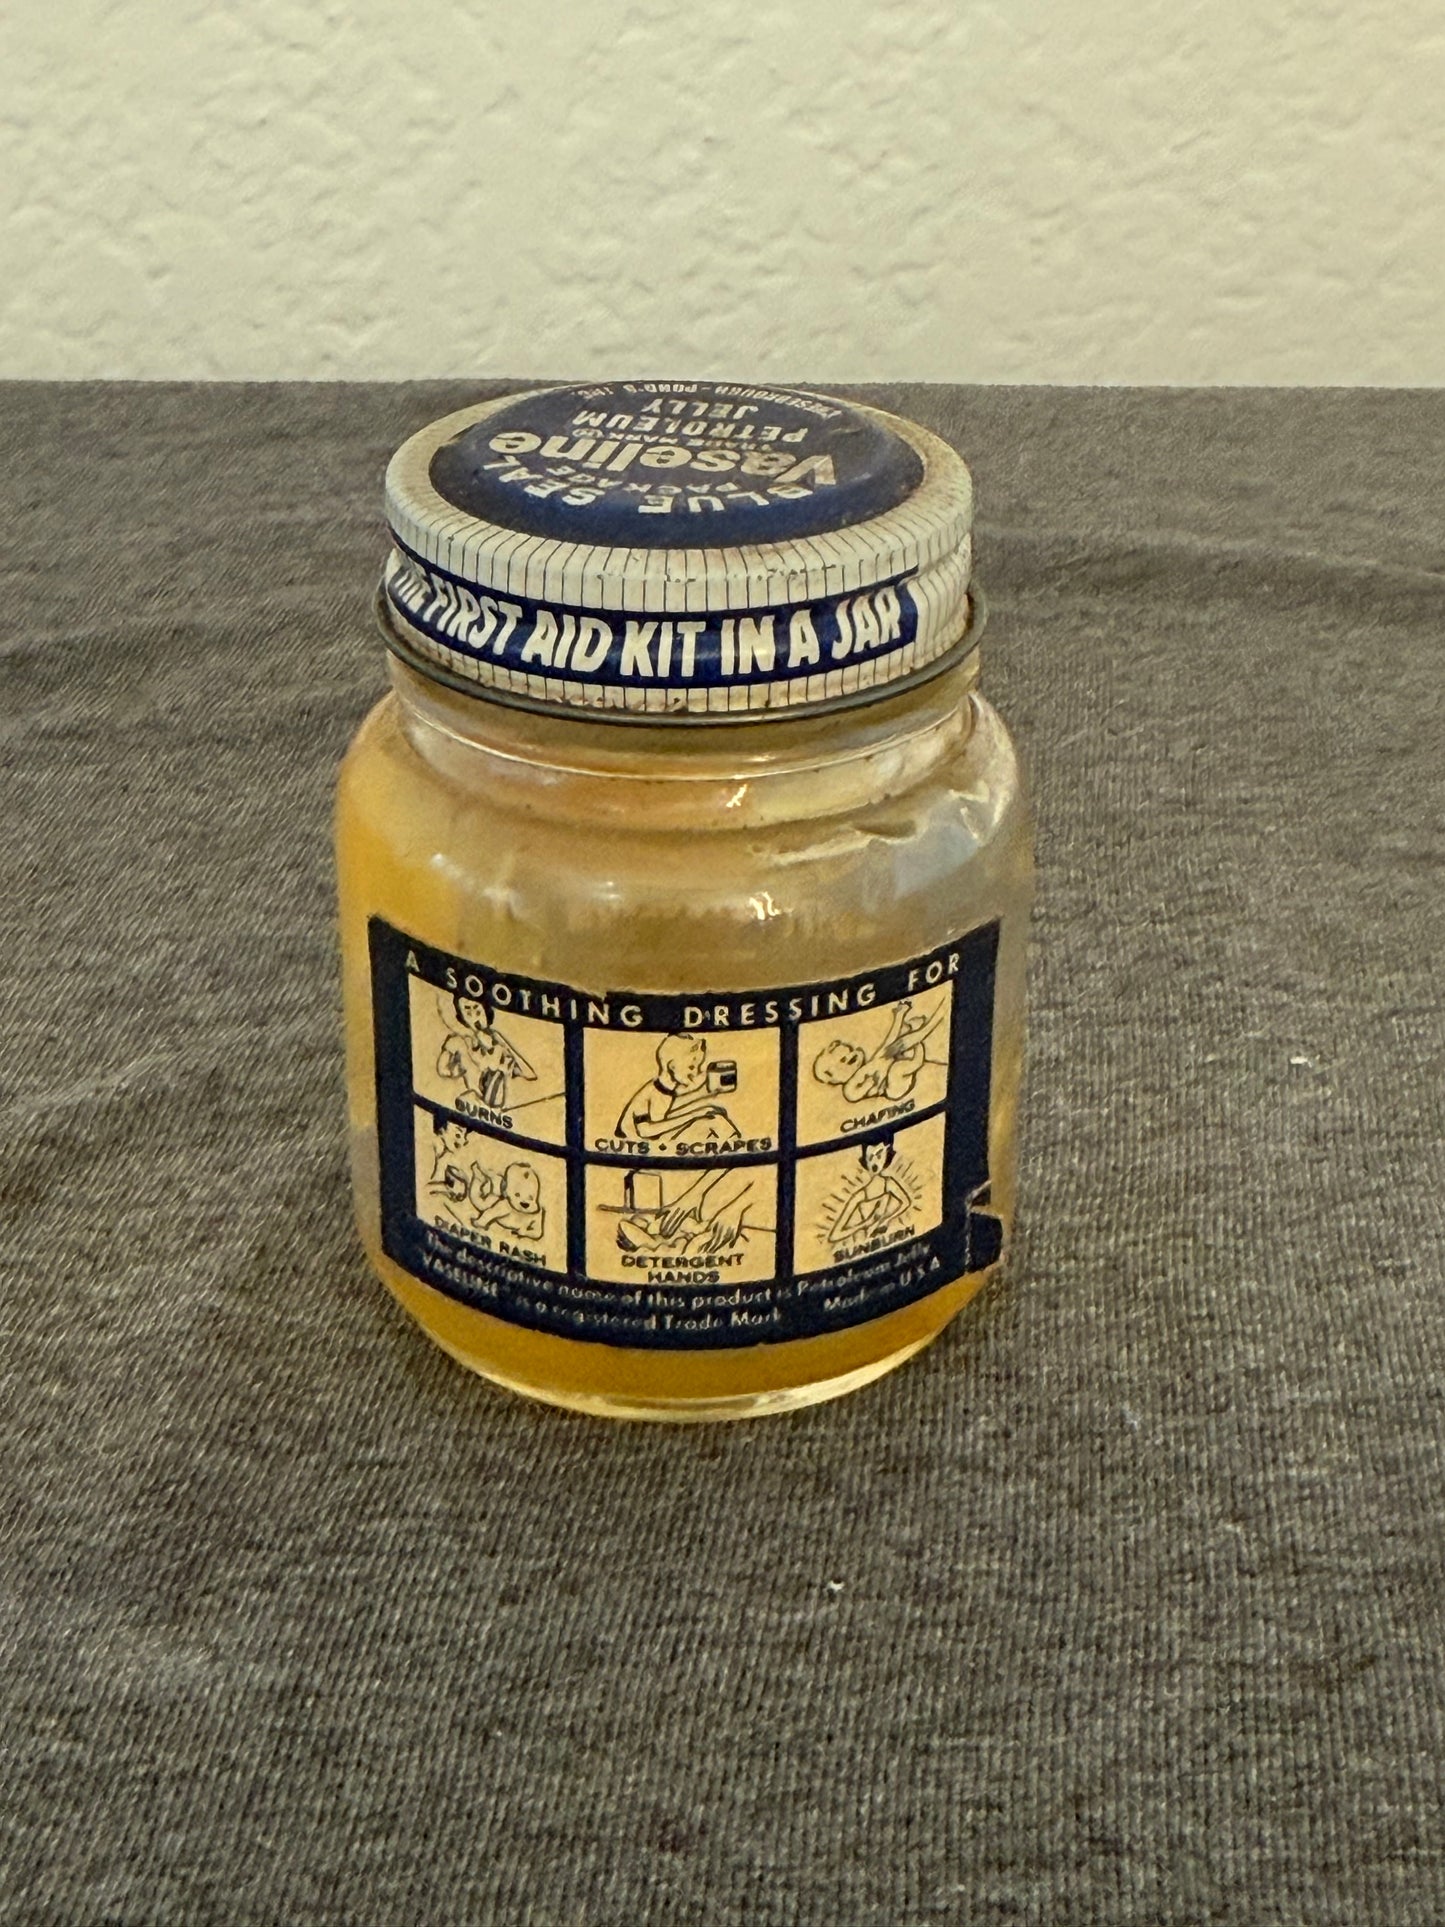 BLUE SEAL
PACKAGE
Vaseline
TRADE MARK ®
PETROLEUM
JELLY
CHESEBROUGH-POND'S INC.
THE FIRST AID KIT IN A JAR
A SOOTHING DRESSING FOR
BURNS
CUTS • SCRAPES
CHAFING
DIAPER RASH
DETERGENT
HANDS
SUNBURN
The descriptive name of this product is Petroleum Jelly
VASELINE is a registered Trade Mark Made in U.S.A